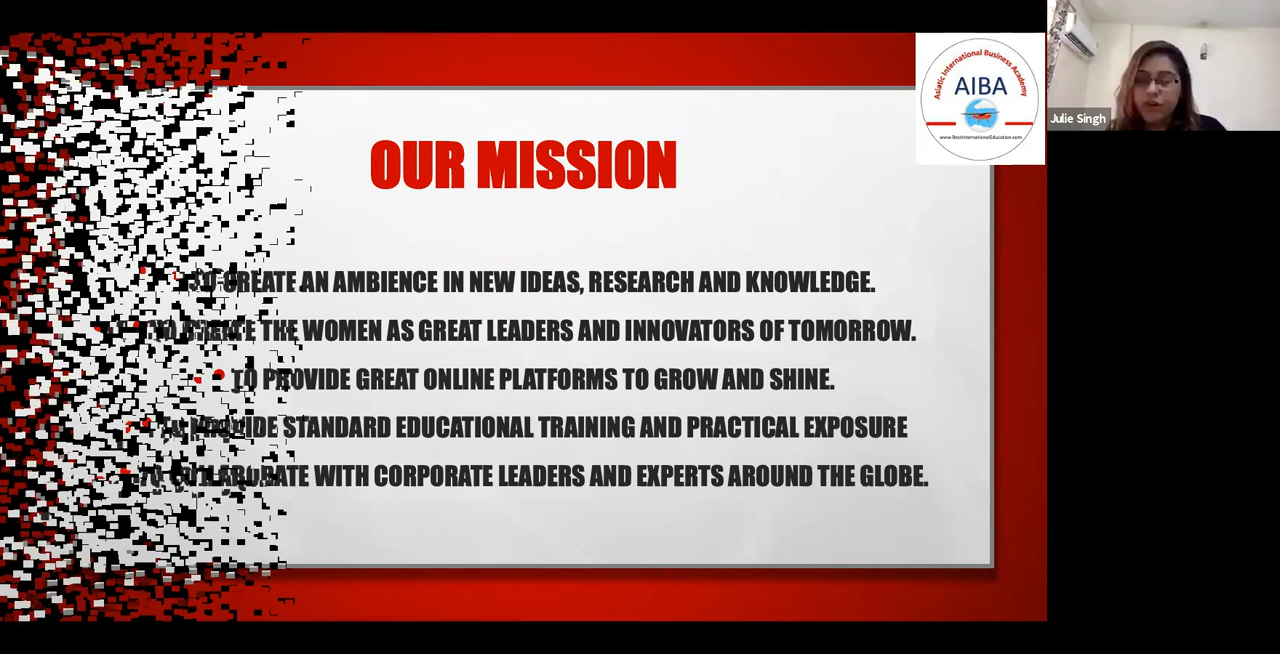 Asiatic International Business Academy
AIBA
www.BestInternationalEducation.com
Julie Singh
OUR MISSION
TO CREATE AN AMBIENCE IN NEW IDEAS, RESEARCH AND KNOWLEDGE.
TO CREATE THE WOMEN AS GREAT LEADERS AND INNOVATORS OF TOMORROW.
TO PROVIDE GREAT ONLINE PLATFORMS TO GROW AND SHINE.
TO PROVIDE STANDARD EDUCATIONAL TRAINING AND PRACTICAL EXPOSURE
TO COLLABORATE WITH CORPORATE LEADERS AND EXPERTS AROUND THE GLOBE.